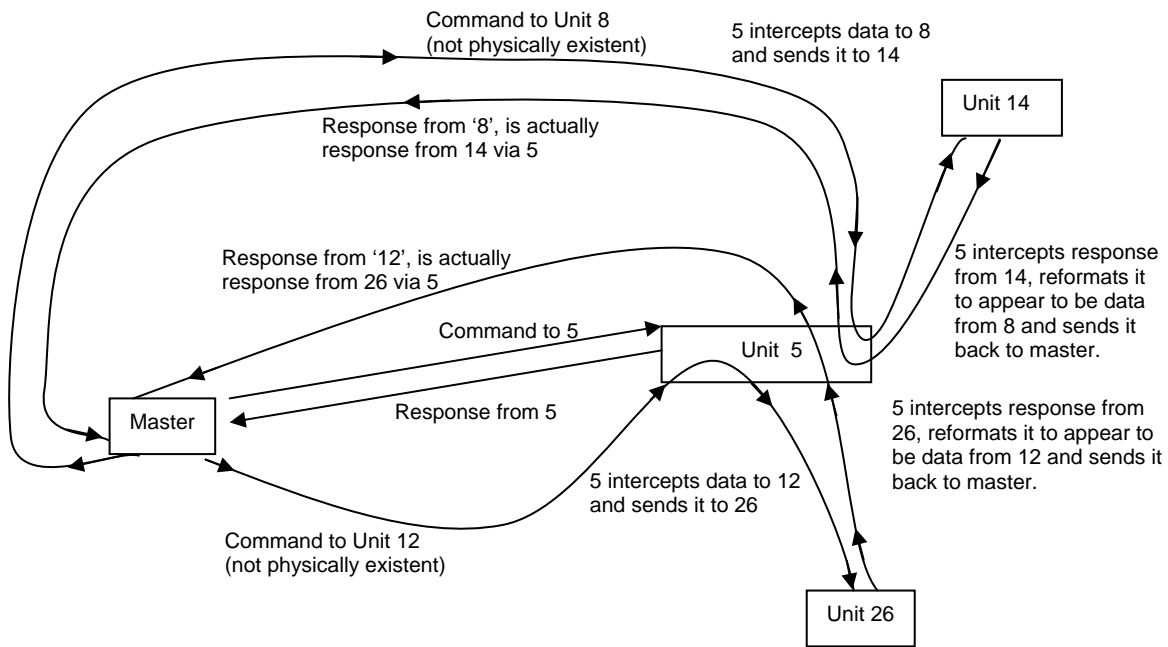 Command to Unit 8
(not physically existent)
5 intercepts data to 8
and sends it to 14
Unit 14
Response from ‘8’, is actually
response from 14 via 5
Response from ‘12’, is actually
response from 26 via 5
5 intercepts response
from 14, reformats it
to appear to be data
from 8 and sends it
back to master.
Command to 5
Unit 5
Response from 5
Master
5 intercepts response from
26, reformats it to appear to
be data from 12 and sends it
back to master.
5 intercepts data to 12
and sends it to 26
Command to Unit 12
(not physically existent)
Unit 26